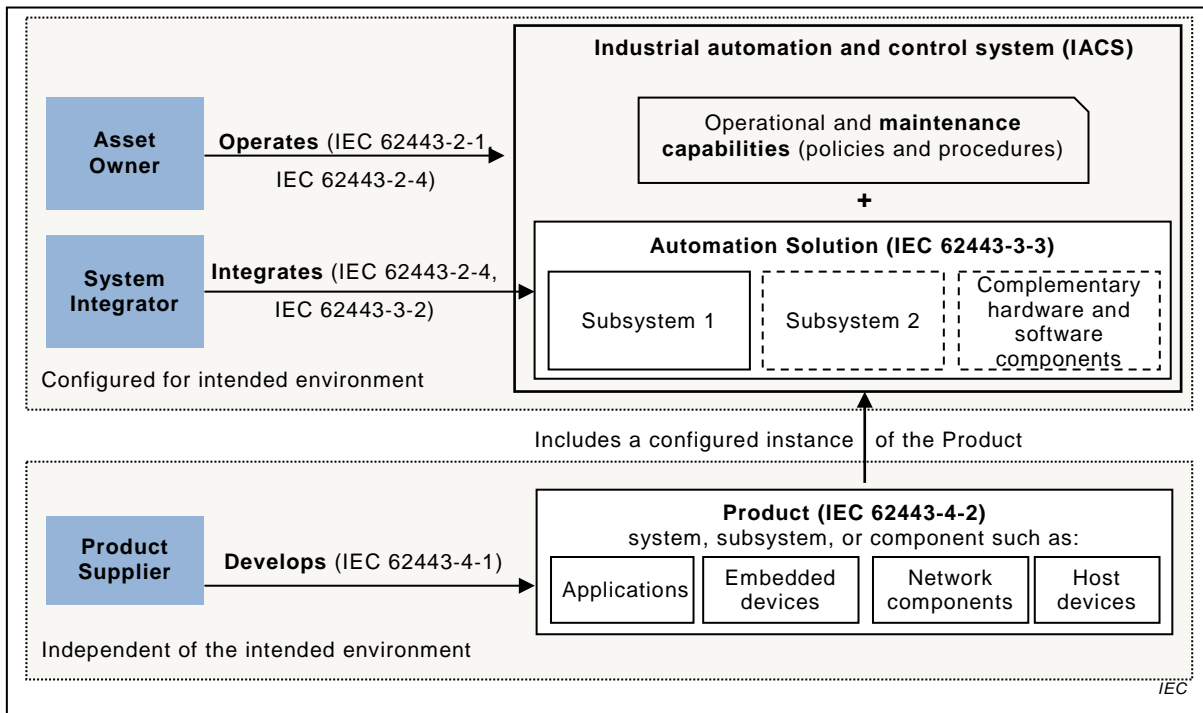 Industrial automation and control system (IACS)
Asset
Owner
Operates (IEC 62443-2-1,
IEC 62443-2-4)
Operational and maintenance
capabilities (policies and procedures)
+
System
Integrator
Integrates (IEC 62443-2-4,
IEC 62443-3-2)
Automation Solution (IEC 62443-3-3)
Subsystem 1
Subsystem 2
Complementary
hardware and
software
components
Configured for intended environment
Includes a configured instance of the Product
Product
Supplier
Develops (IEC 62443-4-1)
Product (IEC 62443-4-2)
system, subsystem, or component such as:
Applications
Embedded
devices
Network
components
Host
devices
Independent of the intended environment
IEC